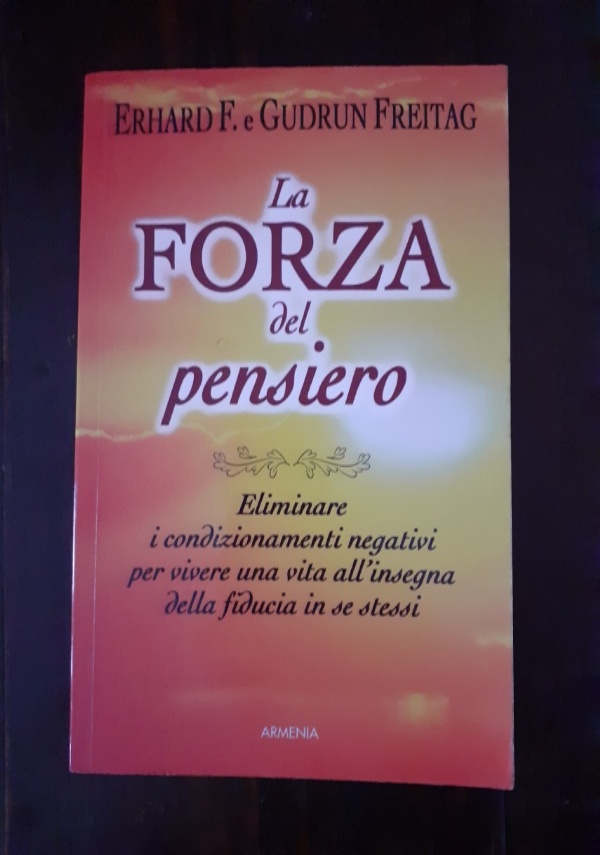 ERHARD F. e GUDRUN FREITAG
La
FORZA
del
pensiero
Eliminare
i condizionamenti negativi
per vivere una vita all'insegna
della fiducia in se stessi
ARMENIA